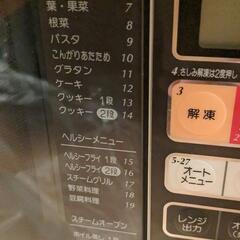 葉・果菜 7
根菜 8
パスタ 9
こんがりあたため 10
グラタン 11
ケーキ 12
クッキー 1段 13
クッキー 2段 14
ヘルシーメニュー
ヘルシーフライ 1段 15
ヘルシーフライ 2段 16
スチームグリル 17
野菜料理 18
豆腐料理 19
スチームオーブン
4.さしみ解凍は2度押し
3
解凍
5-27
オート
メニュー
レンジ
出力